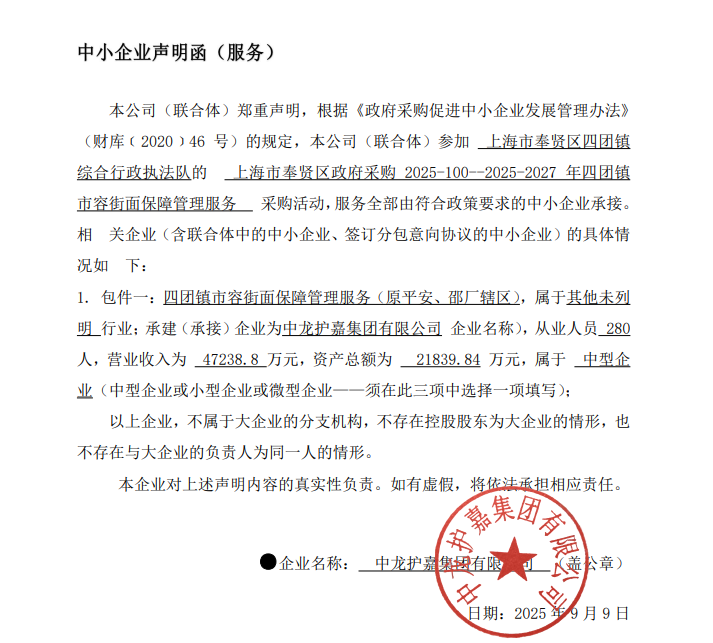 中小企业声明函（服务）
本公司（联合体）郑重声明，根据《政府采购促进中小企业发展管理办法》
（财库﹝2020﹞46 号）的规定，本公司（联合体）参加 上海市奉贤区四团镇
综合行政执法队的 上海市奉贤区政府采购 2025-100--2025-2027 年四团镇
市容街面保障管理服务 采购活动，服务全部由符合政策要求的中小企业承接。
相 关企业（含联合体中的中小企业、签订分包意向协议的中小企业）的具体情
况如 下：
1. 包件一：四团镇市容街面保障管理服务（原平安、邵厂辖区），属于其他未列
明 行业；承建（承接）企业为中龙护嘉集团有限公司 企业名称），从业人员 280
人，营业收入为 47238.8 万元，资产总额为 21839.84 万元，属于 中型企
业（中型企业或小型企业或微型企业——须在此三项中选择一项填写）；
以上企业，不属于大企业的分支机构，不存在控股股东为大企业的情形，也
不存在与大企业的负责人为同一人的情形。
本企业对上述声明内容的真实性负责。如有虚假，将依法承担相应责任。
●企业名称： 中龙护嘉集团有限公司 （盖公章）
中龙护嘉集团有限公司
日期：2025 年 9 月 9 日